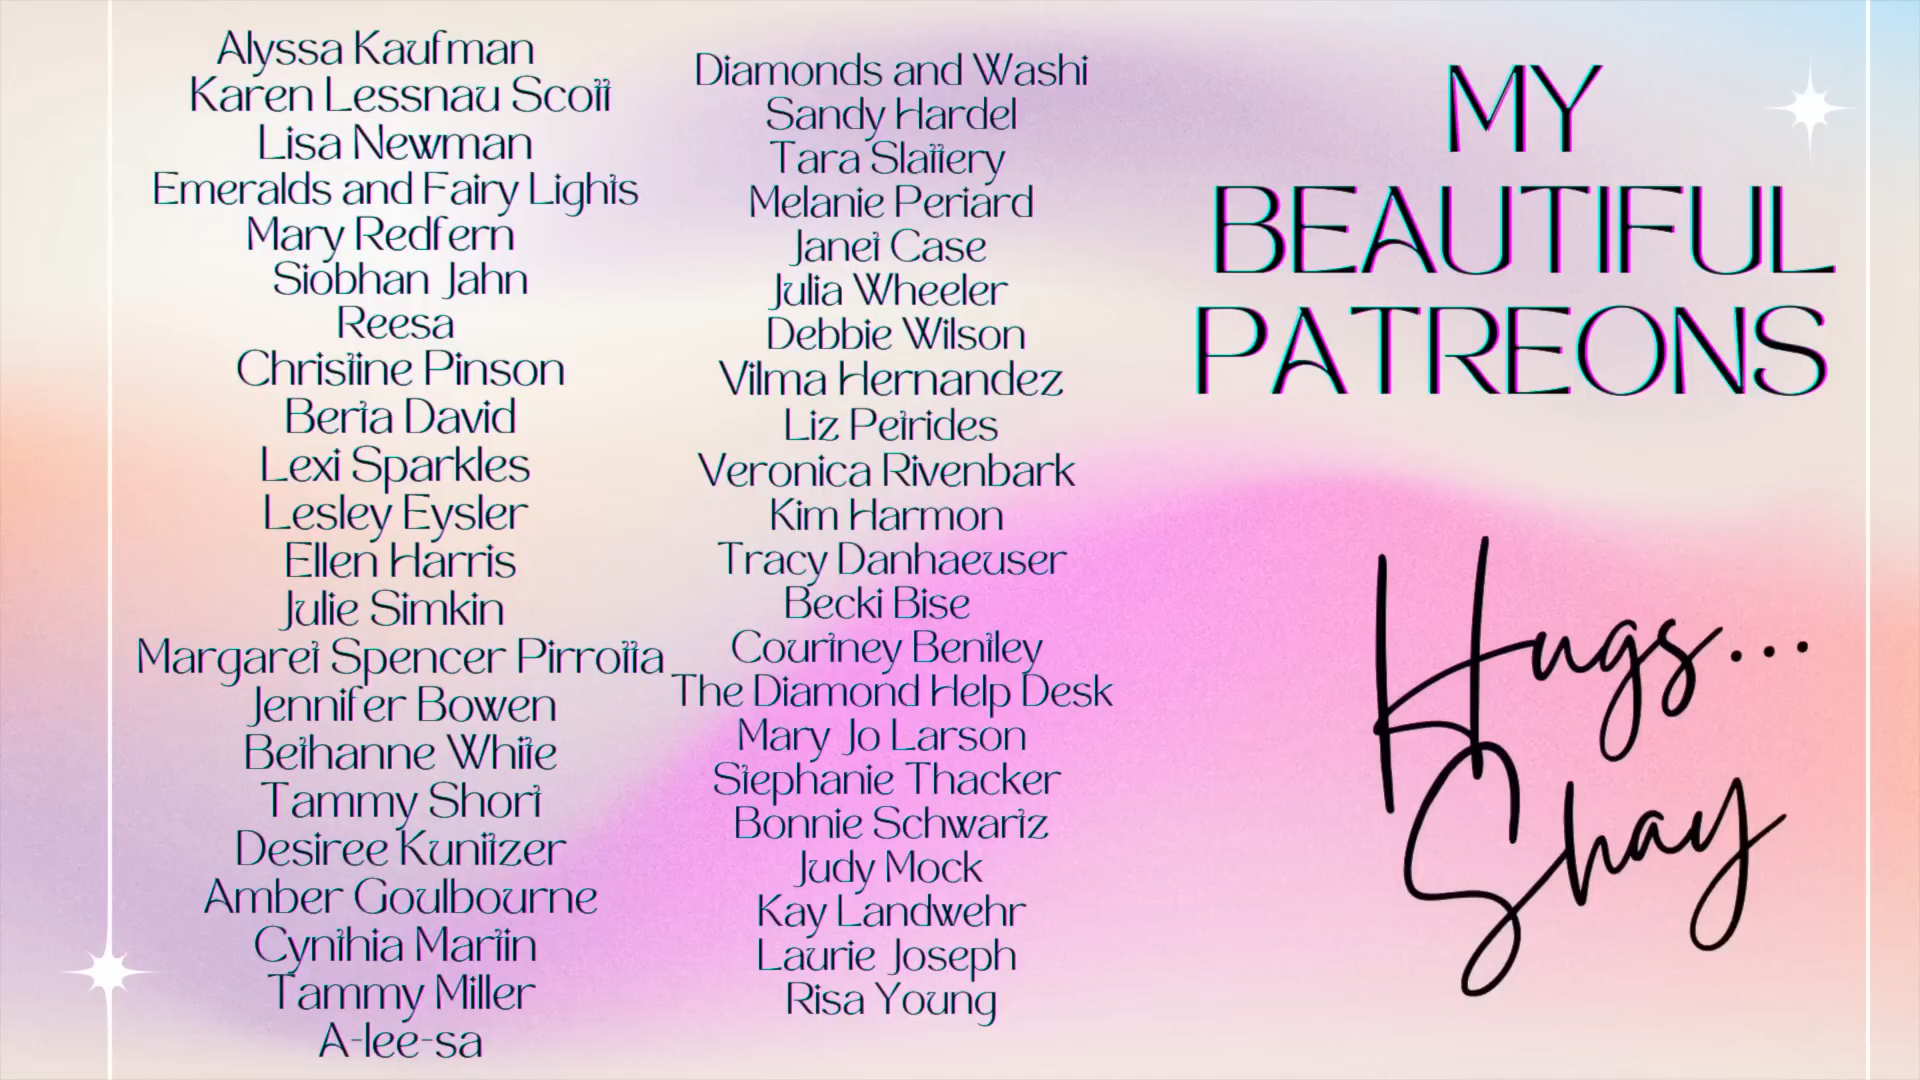 Alyssa Kaufman
Karen Lessnau Scott
Lisa Newman
Emeralds and Fairy Lights
Mary Redfern
Siobhan Jahn
Reesa
Christine Pinson
Berta David
Lexi Sparkles
Lesley Eysler
Ellen Harris
Julie Simkin
Margaret Spencer Pirrotta
Jennifer Bowen
Bethanne White
Tammy Short
Desiree Kunitzer
Amber Goulbourne
Cynthia Martin
Tammy Miller
A-lee-sa
Diamonds and Washi
Sandy Hardel
Tara Slattery
Melanie Periard
Janet Case
Julia Wheeler
Debbie Wilson
Vilma Hernandez
Liz Petrides
Veronica Rivenbark
Kim Harmon
Tracy Danhaeuser
Becki Bise
Courtney Bentley
The Diamond Help Desk
Mary Jo Larson
Stephanie Thacker
Bonnie Schwartz
Judy Mock
Kay Landwehr
Laurie Joseph
Risa Young
MY
BEAUTIFUL
PATREONS
Hugs...
Shay